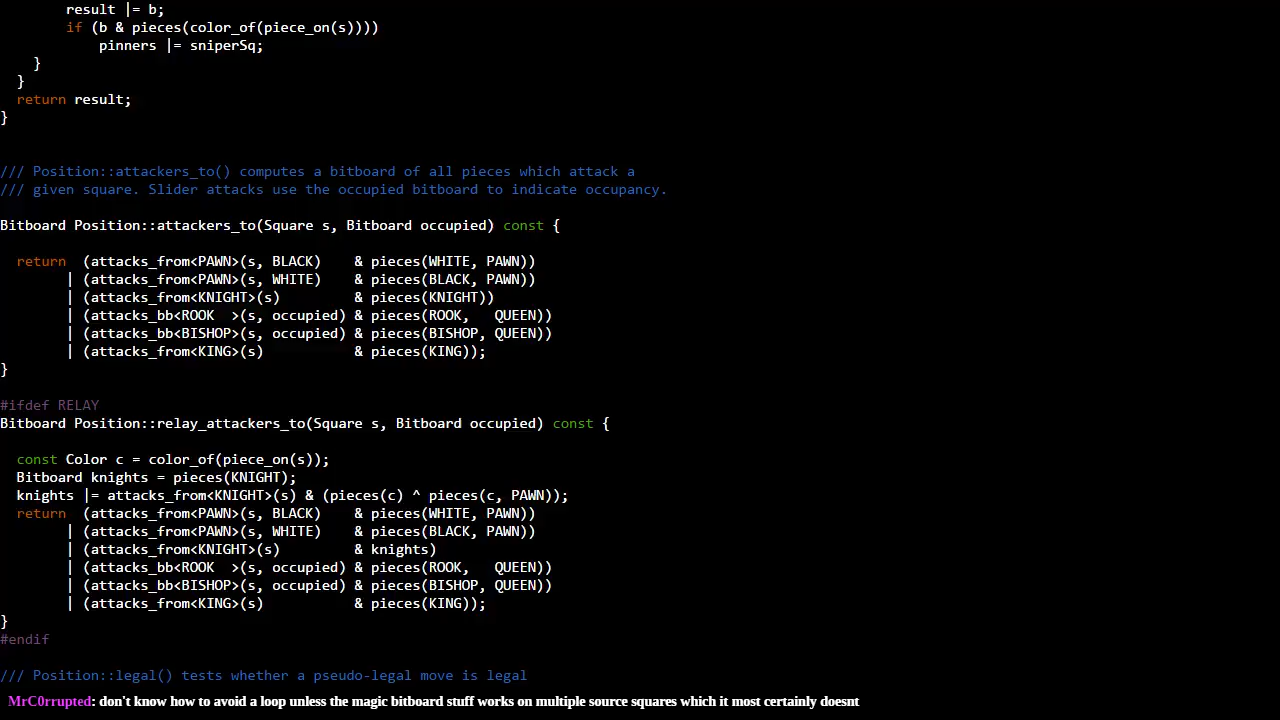 result |= b;
        if (b & pieces(color_of(piece_on(s))))
            pinners |= sniperSq;
    }
  }
  return result;
}
/// Position::attackers_to() computes a bitboard of all pieces which attack a
/// given square. Slider attacks use the occupied bitboard to indicate occupancy.
Bitboard Position::attackers_to(Square s, Bitboard occupied) const {
  return  (attacks_from<PAWN>(s, BLACK)    & pieces(WHITE, PAWN))
        | (attacks_from<PAWN>(s, WHITE)    & pieces(BLACK, PAWN))
        | (attacks_from<KNIGHT>(s)         & pieces(KNIGHT))
        | (attacks_bb<ROOK  >(s, occupied) & pieces(ROOK,   QUEEN))
        | (attacks_bb<BISHOP>(s, occupied) & pieces(BISHOP, QUEEN))
        | (attacks_from<KING>(s)           & pieces(KING));
}
#ifdef RELAY
Bitboard Position::relay_attackers_to(Square s, Bitboard occupied) const {
  const Color c = color_of(piece_on(s));
  Bitboard knights = pieces(KNIGHT);
  knights |= attacks_from<KNIGHT>(s) & (pieces(c) ^ pieces(c, PAWN));
  return  (attacks_from<PAWN>(s, BLACK)    & pieces(WHITE, PAWN))
        | (attacks_from<PAWN>(s, WHITE)    & pieces(BLACK, PAWN))
        | (attacks_from<KNIGHT>(s)         & knights)
        | (attacks_bb<ROOK  >(s, occupied) & pieces(ROOK,   QUEEN))
        | (attacks_bb<BISHOP>(s, occupied) & pieces(BISHOP, QUEEN))
        | (attacks_from<KING>(s)           & pieces(KING));
}
#endif
/// Position::legal() tests whether a pseudo-legal move is legal
MrC0rrupted: don't know how to avoid a loop unless the magic bitboard stuff works on multiple source squares which it most certainly doesnt